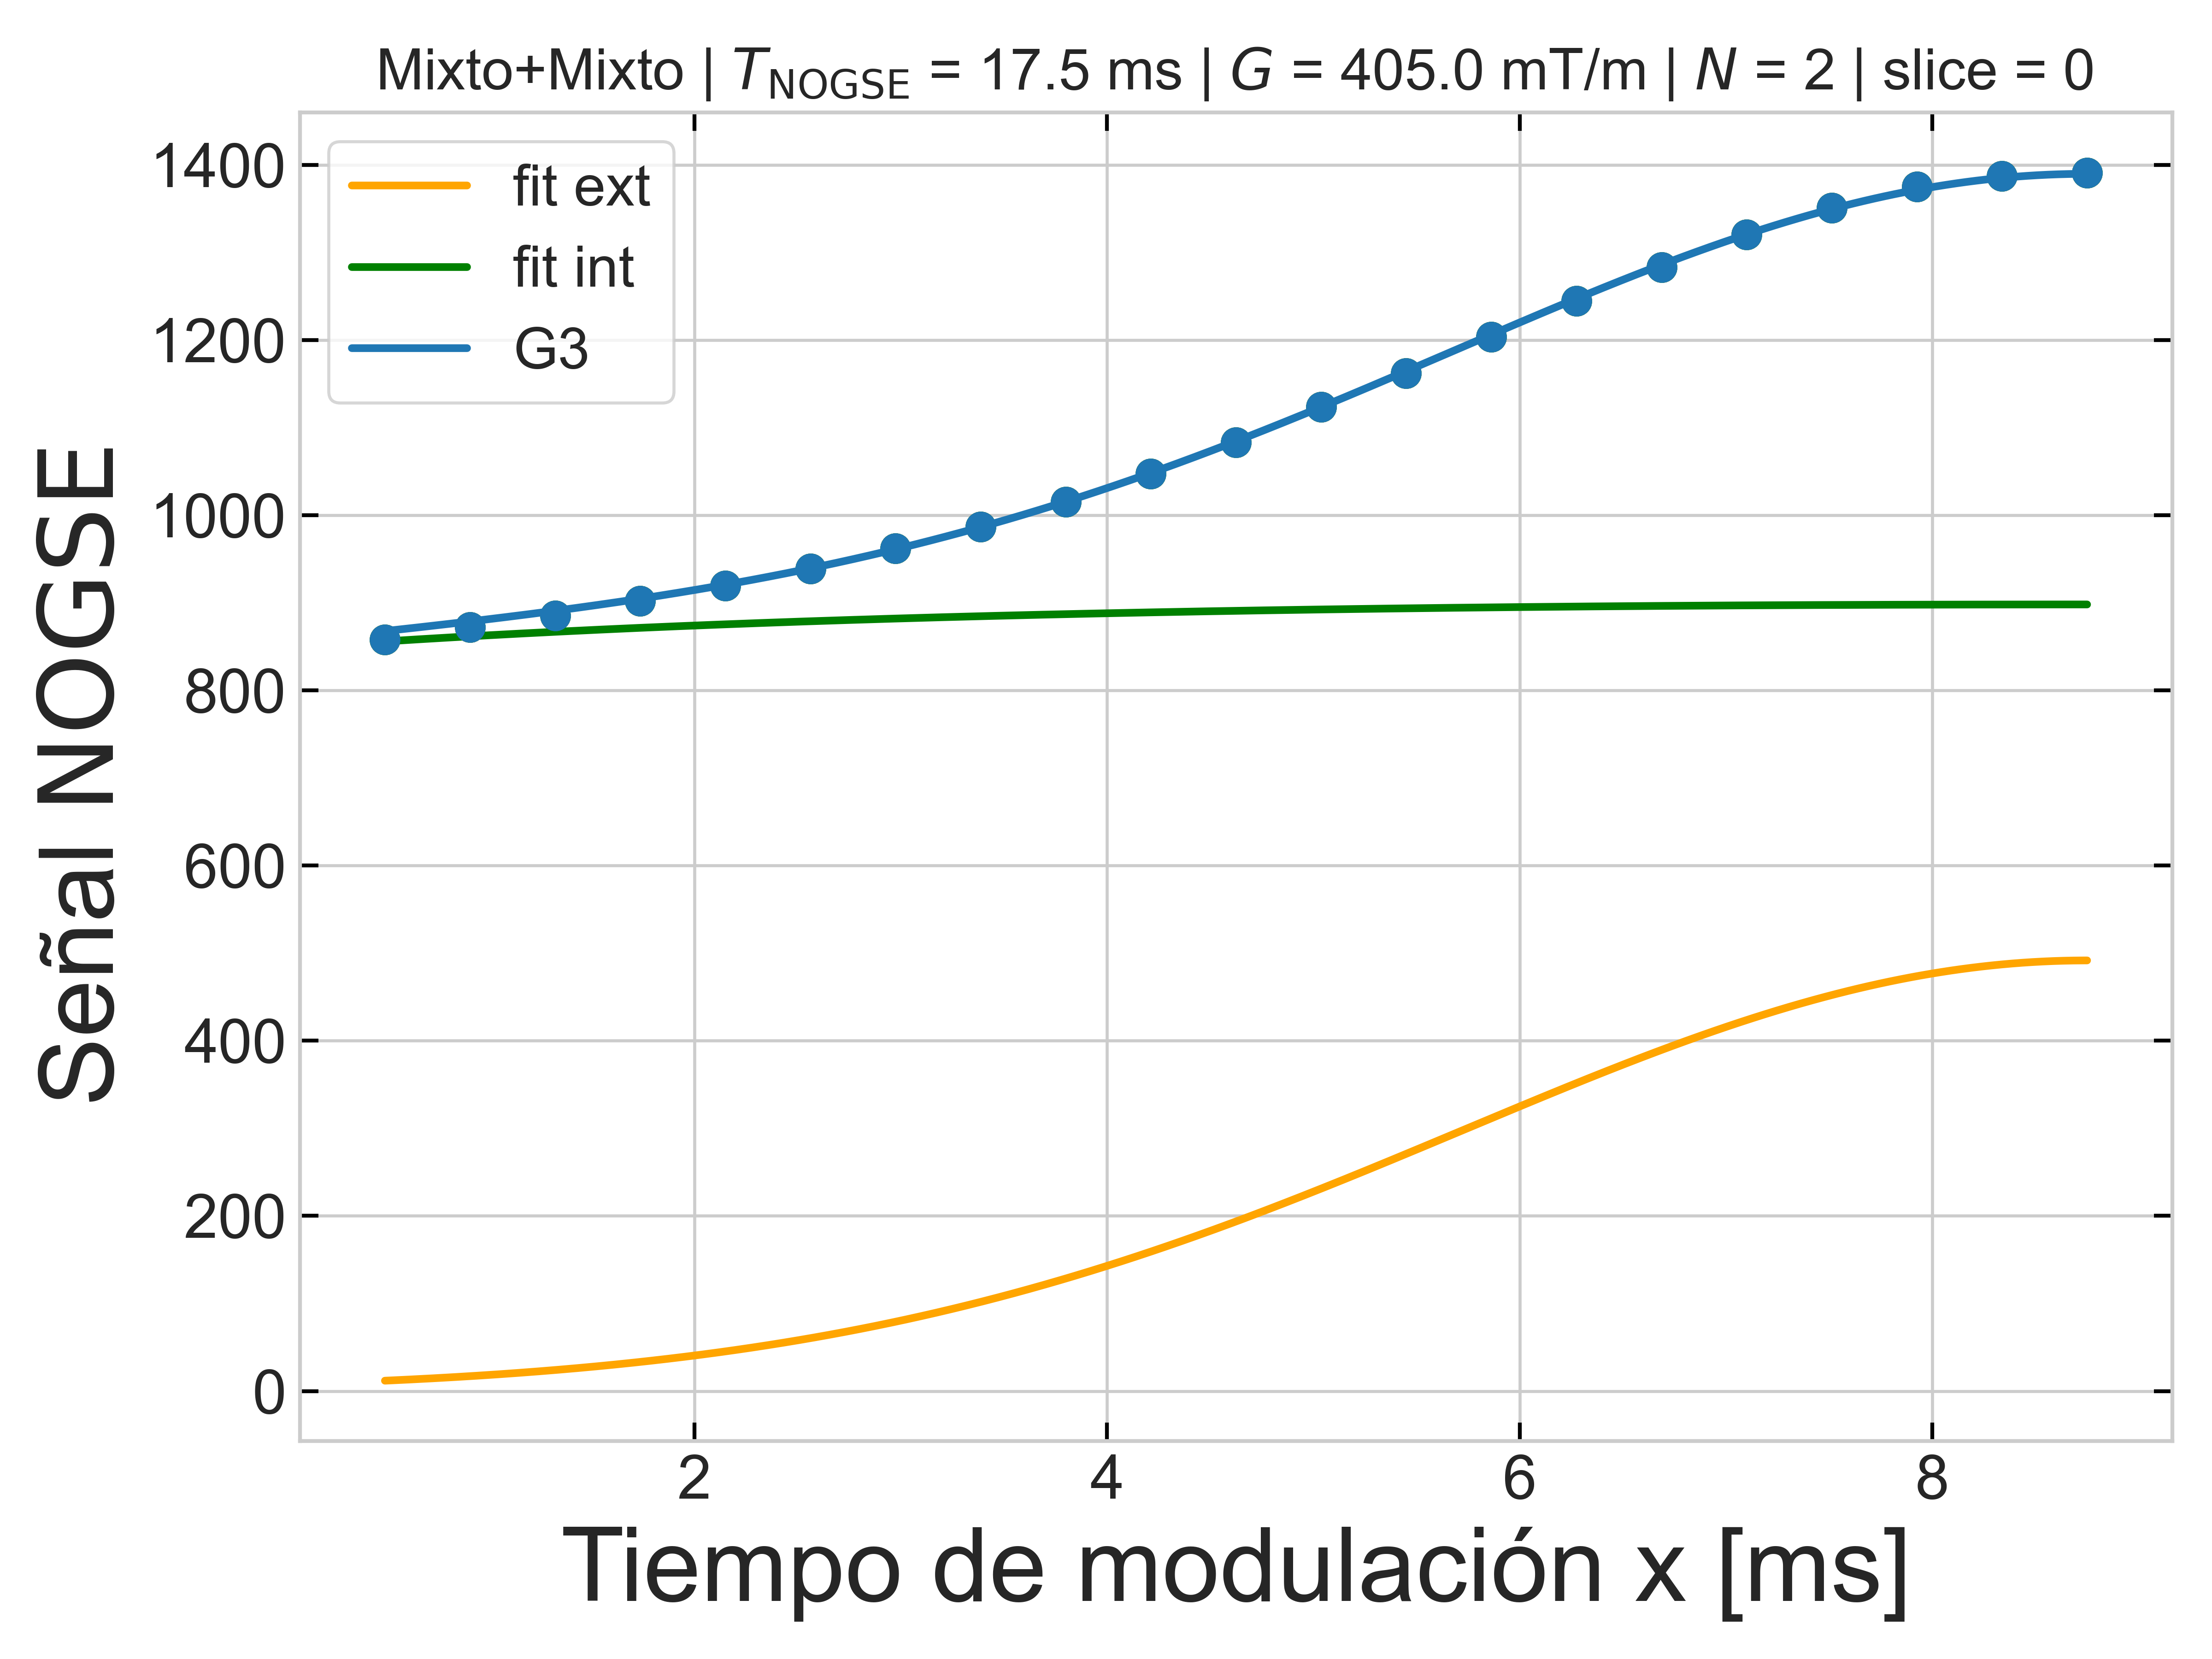 Mixto+Mixto | T_NOGSE = 17.5 ms | G = 405.0 mT/m | N = 2 | slice = 0
fit ext
fit int
G3
Señal NOGSE
1400
1200
1000
800
600
400
200
0
2 4 6 8
Tiempo de modulación x [ms]